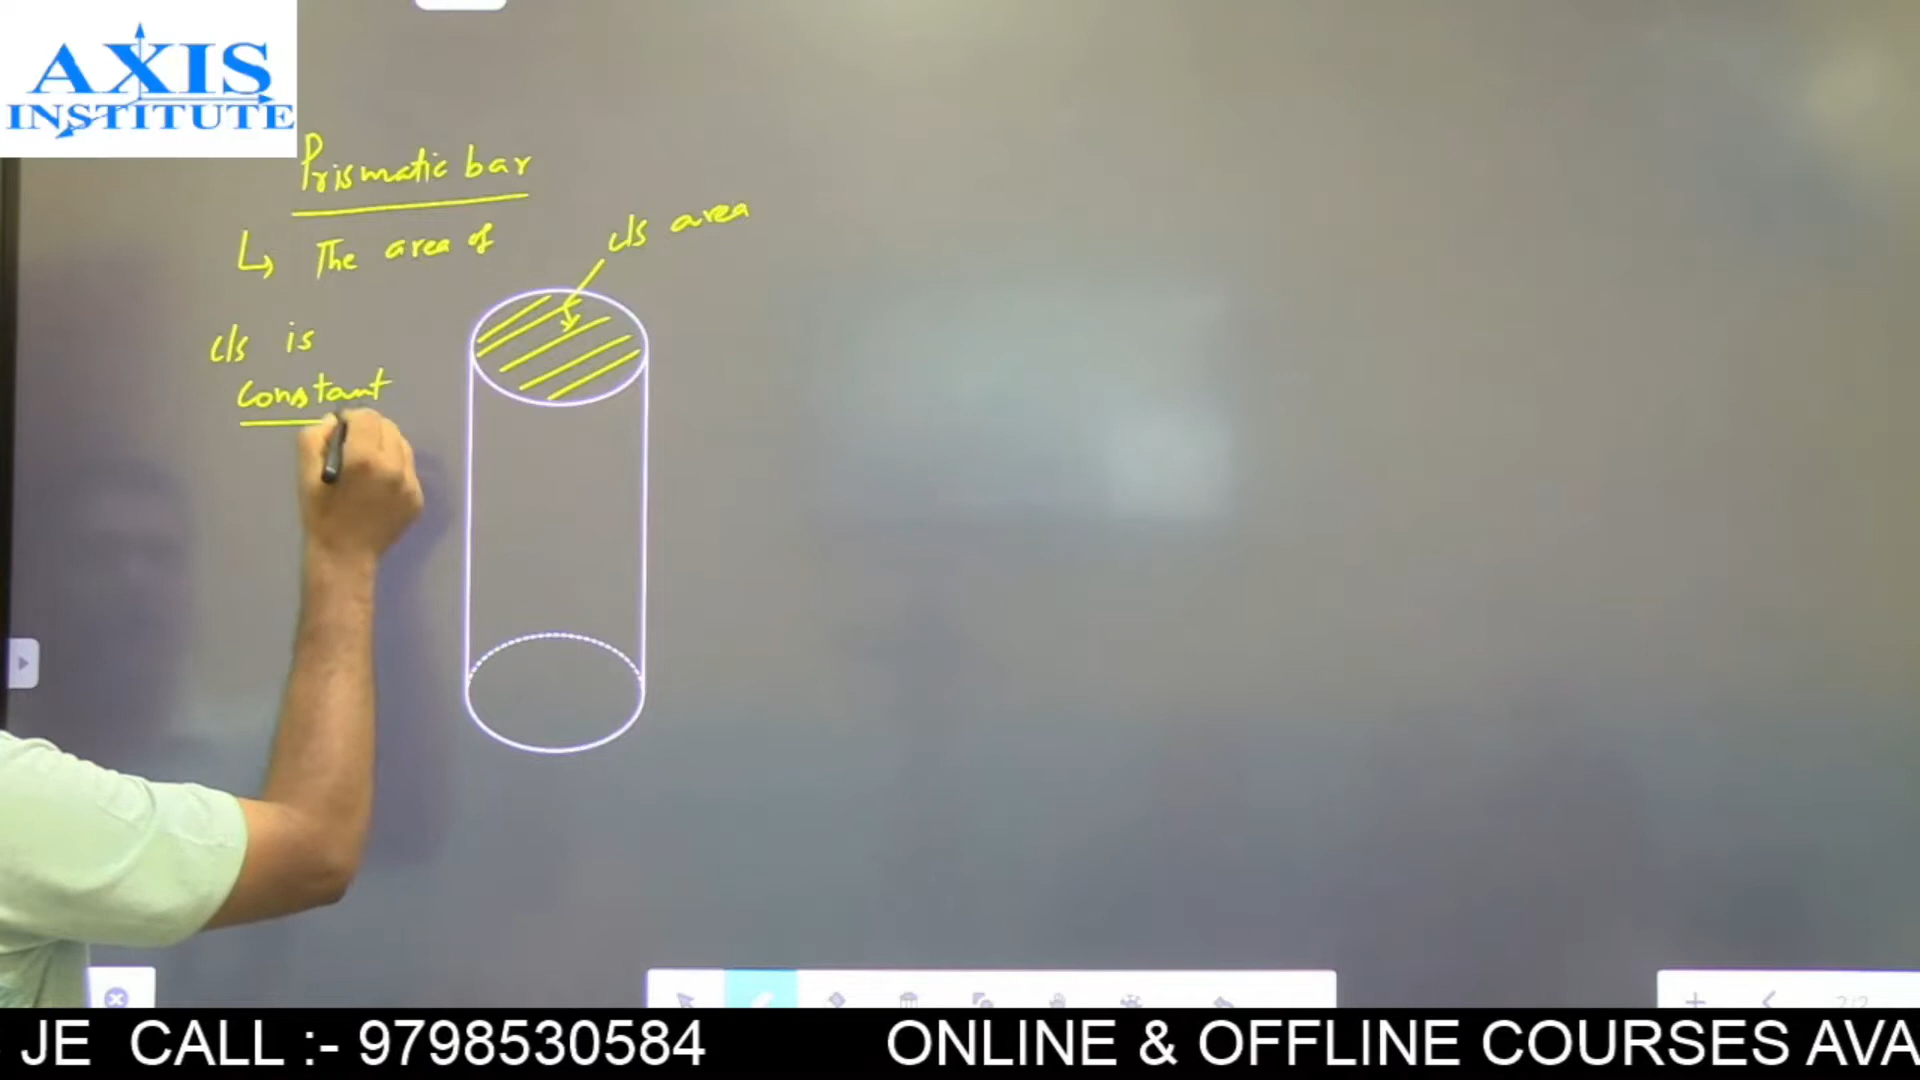 AXIS
INSTITUTE
Prismatic bar
↳ The area of
c/s area
c/s is
constant
JE CALL :- 9798530584 ONLINE & OFFLINE COURSES AVA